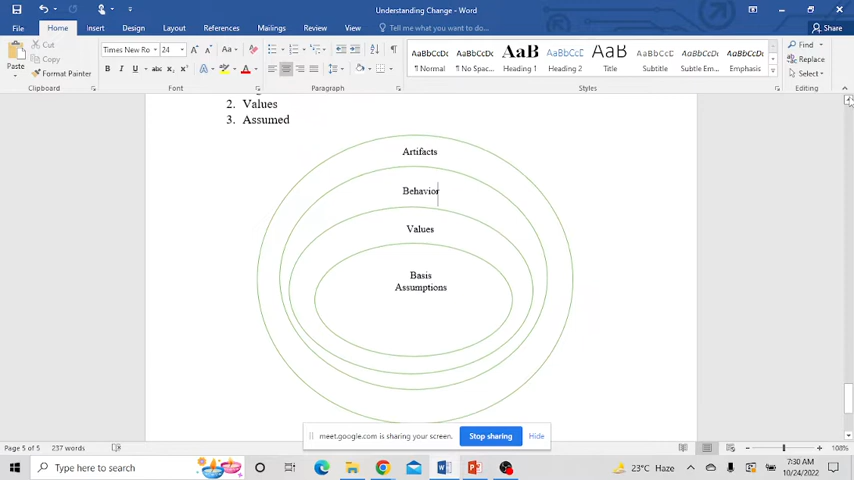 Understanding Change - Word
File Home Insert Design Layout References Mailings Review View Tell me what you want to do... Share
Cut
Copy
Format Painter
Paste
Clipboard
Times New Ro 24
Font
Paragraph
AaBbCcDc AaBbCcDc AaB AaBbCcD AaB AaBbCcC AaBbCcDc AaBbCcDc
¶ Normal ¶ No Spac... Heading 1 Heading 2 Title Subtitle Subtle Em... Emphasis
Styles
Find
Replace
Select
Editing
2. Values
3. Assumed
Artifacts
Behavior
Values
Basis
Assumptions
meet.google.com is sharing your screen. Stop sharing Hide
Page 5 of 5 237 words 108%
Type here to search
23°C Haze
7:30 AM
10/24/2022